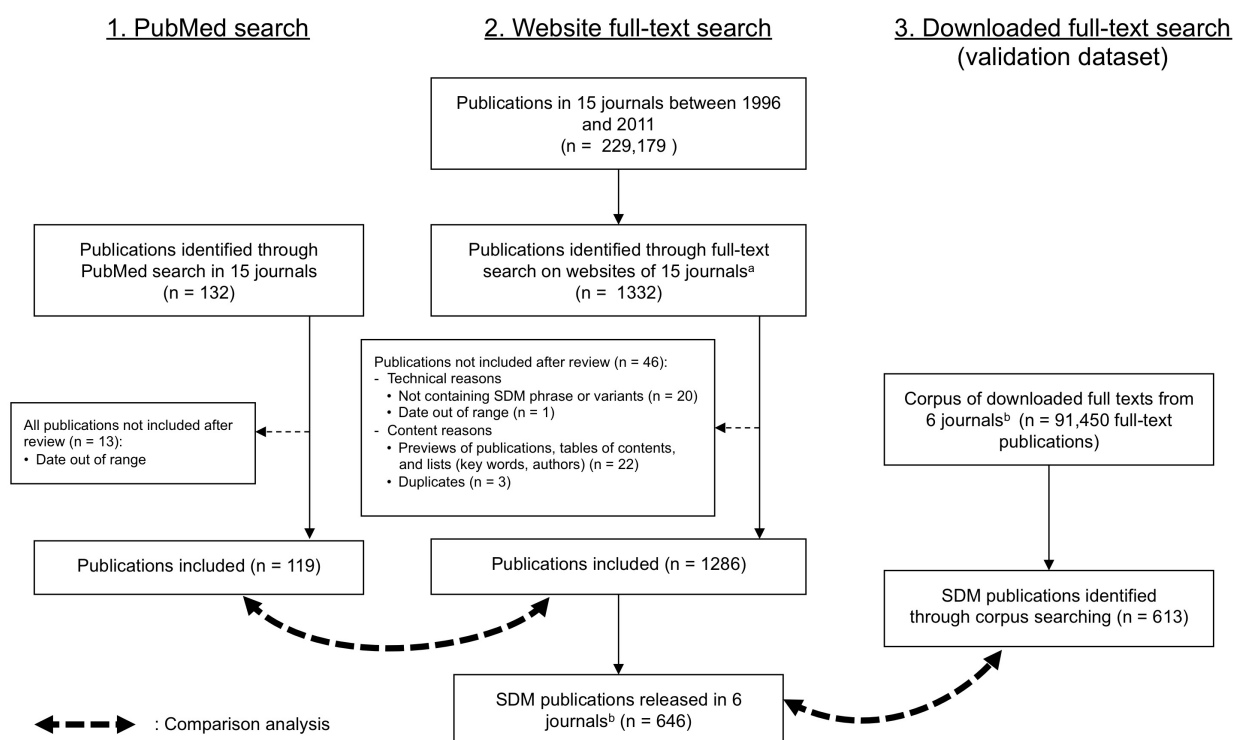 1. PubMed search
2. Website full-text search
3. Downloaded full-text search
(validation dataset)
Publications in 15 journals between 1996
and 2011
(n =  229,179 )
Publications identified through
PubMed search in 15 journals
(n = 132)
Publications identified through full-text
search on websites of 15 journalsᵃ
(n =  1332)
All publications not included after
review (n = 13):
• Date out of range
Publications not included after review (n = 46):
- Technical reasons
• Not containing SDM phrase or variants (n = 20)
• Date out of range (n = 1)
- Content reasons
• Previews of publications, tables of contents,
and lists (key words, authors) (n = 22)
• Duplicates (n = 3)
Corpus of downloaded full texts from
6 journalsᵇ (n = 91,450 full-text
publications)
Publications included (n = 119)
Publications included (n = 1286)
SDM publications identified
through corpus searching (n = 613)
SDM publications released in 6
journalsᵇ (n = 646)
: Comparison analysis